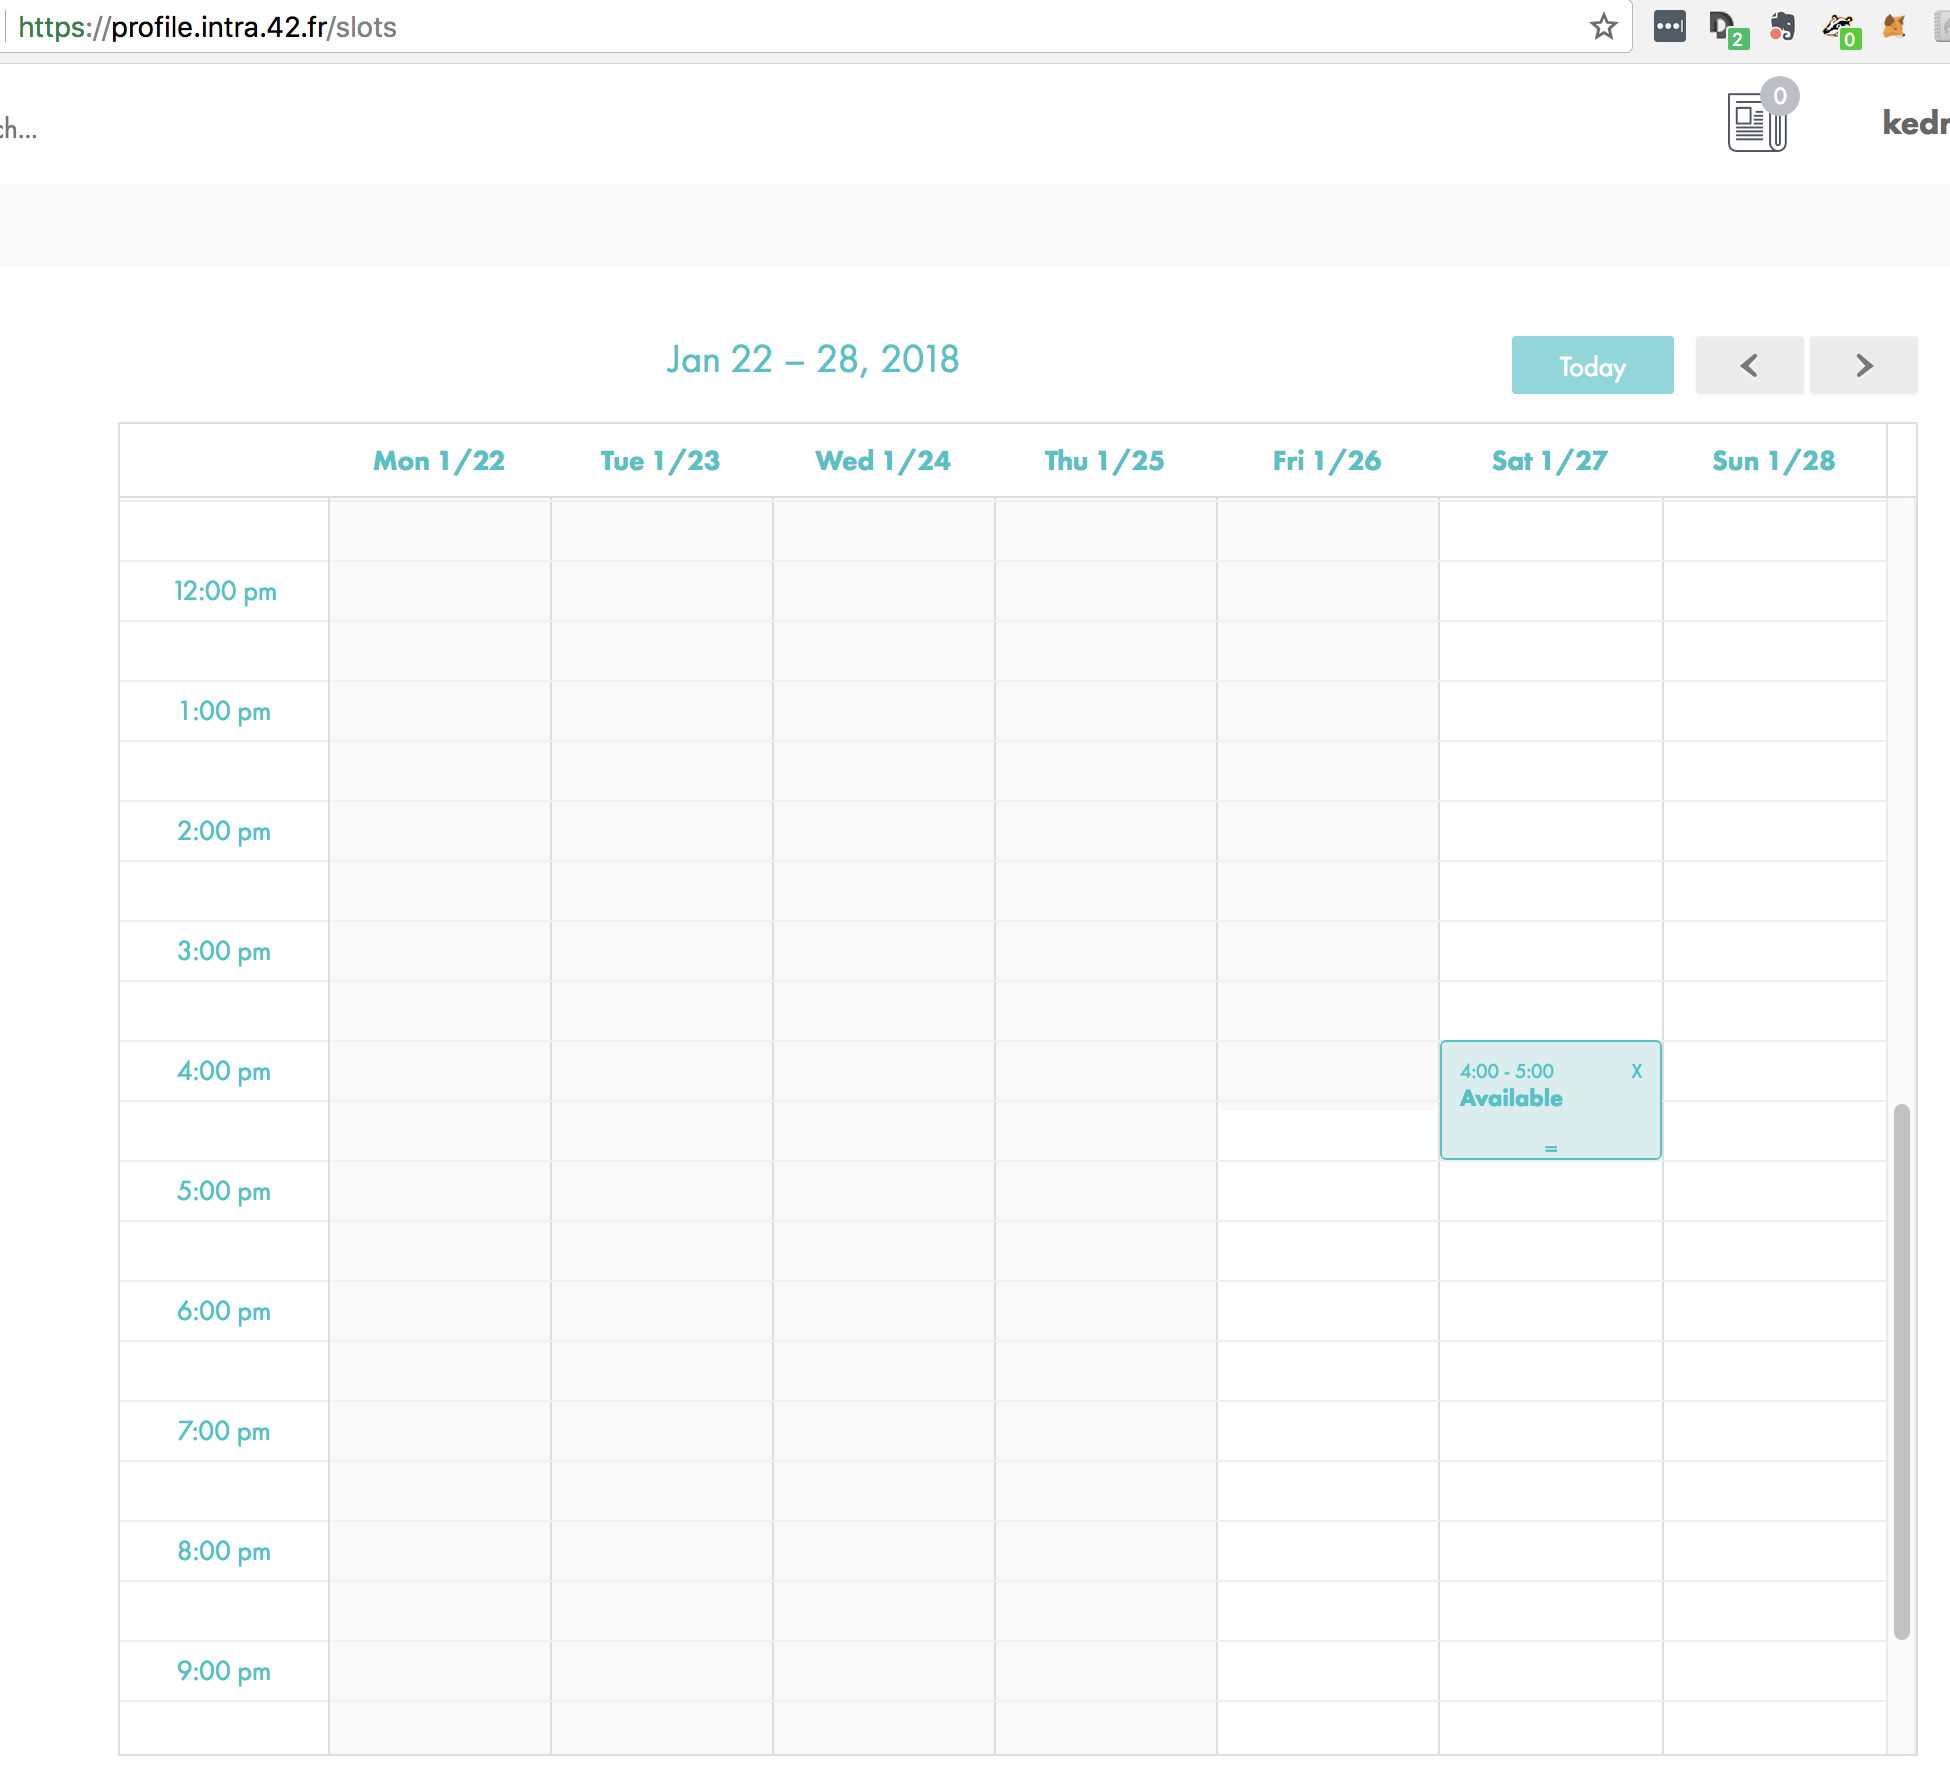 https://profile.intra.42.fr/slots
2
0
0
ch...
kedr
Jan 22 – 28, 2018
Today
Mon 1/22 Tue 1/23 Wed 1/24 Thu 1/25 Fri 1/26 Sat 1/27 Sun 1/28
12:00 pm
1:00 pm
2:00 pm
3:00 pm
4:00 pm
4:00 - 5:00 X
Available
=
5:00 pm
6:00 pm
7:00 pm
8:00 pm
9:00 pm